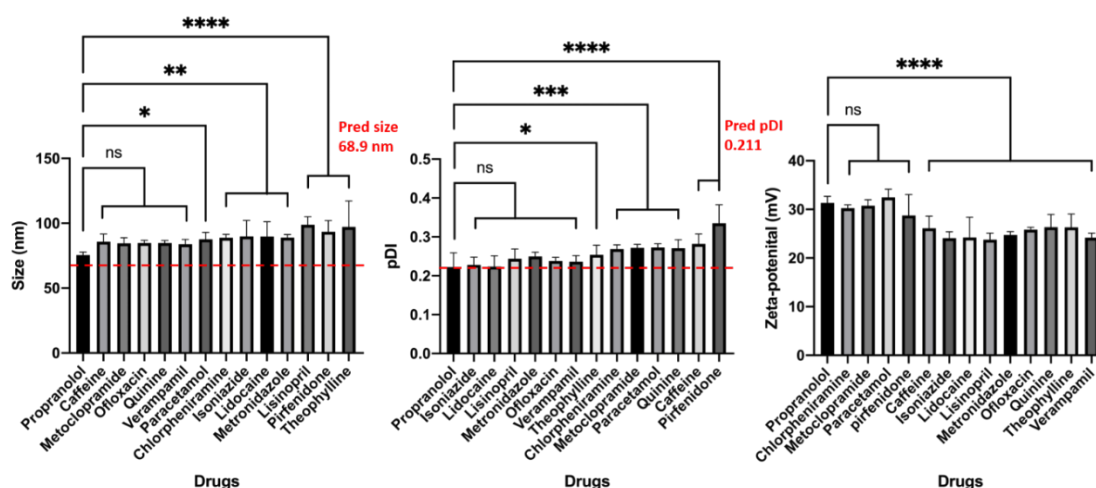 ****
**
*
ns
Pred size
68.9 nm
150
100
50
0
Size (nm)
Propranolol
Caffeine
Metoclopramide
Ofloxacin
Quinine
Verampamil
Paracetamol
Chlorpheniramine
Isoniazide
Lidocaine
Metronidazole
Lisinopril
Pirfenidone
Theophylline
Drugs
****
***
*
ns
Pred pDI
0.211
0.5
0.4
0.3
0.2
0.1
0.0
pDI
Propranolol
Isoniazide
Lidocaine
Lisinopril
Metronidazole
Ofloxacin
Verampamil
Theophylline
Chlorpheniramine
Metoclopramide
Paracetamol
Quinine
Caffeine
Prifenidone
Drugs
****
ns
40
30
20
10
0
Zeta-potenital (mV)
Propranolol
Chlorpheniramine
Metoclopramide
Paracetamol
pirfenidone
Caffeine
Isoniazide
Lidocaine
Lisinopril
Metronidazole
Ofloxacin
Quinine
Theophylline
Verampamil
Drugs